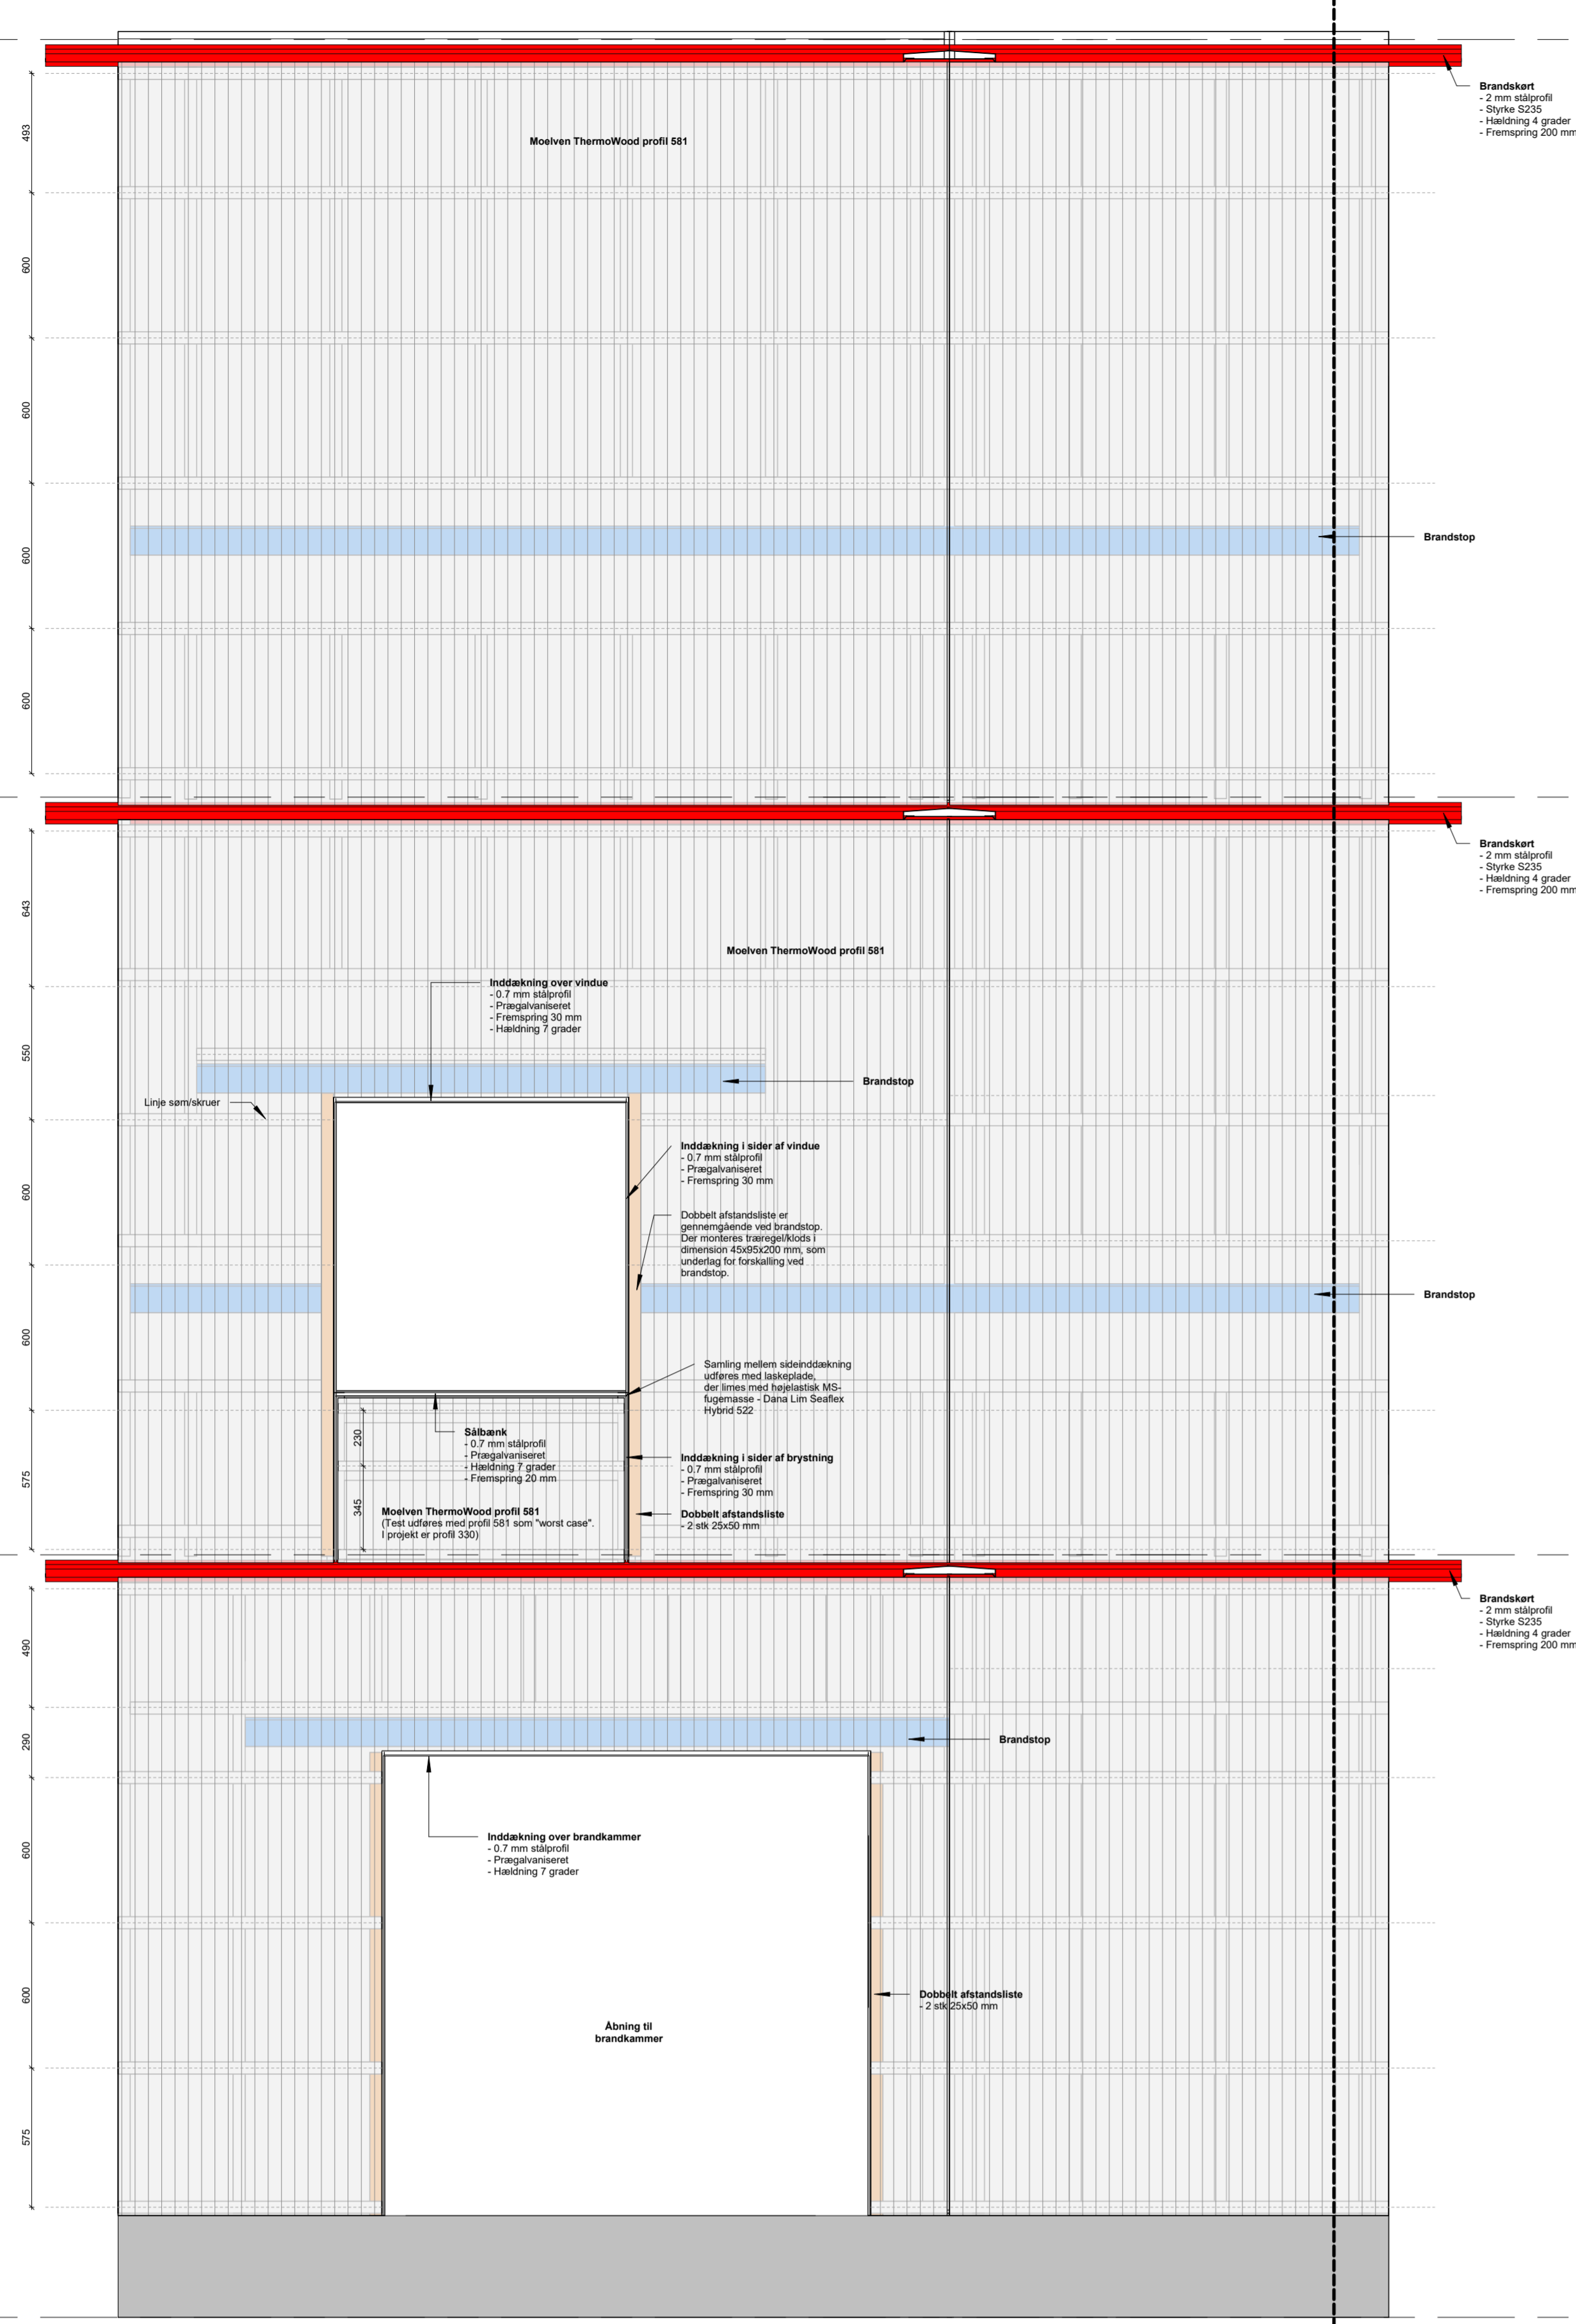 Brandskørt
- 2 mm stålprofil
- Styrke S235
- Hældning 4 grader
- Fremspring 200 mm
493
Moelven ThermoWood profil 581
600
600
600
Brandstop
600
Brandskørt
- 2 mm stålprofil
- Styrke S235
- Hældning 4 grader
- Fremspring 200 mm
643
Moelven ThermoWood profil 581
Inddækning over vindue
- 0.7 mm stålprofil
- Prægalvaniseret
- Fremspring 30 mm
- Hældning 7 grader
550
Brandstop
Linje søm/skruer
Inddækning i sider af vindue
- 0.7 mm stålprofil
- Prægalvaniseret
- Fremspring 30 mm
600
Dobbelt afstandsliste er
gennemgående ved brandstop.
Der monteres træregel/klods i
dimension 45x95x200 mm, som
underlag for forskalling ved
brandstop.
Brandstop
600
Samling mellem sideinddækning
udføres med laskeplade,
der limes med højelastisk MS-
fugemasse - Dana Lim Seaflex
Hybrid 522
230
Sålbænk
- 0.7 mm stålprofil
- Prægalvaniseret
- Hældning 7 grader
- Fremspring 20 mm
Inddækning i sider af brystning
- 0.7 mm stålprofil
- Prægalvaniseret
- Fremspring 30 mm
575
345
Moelven ThermoWood profil 581
(Test udføres med profil 581 som "worst case".
I projekt er profil 330)
Dobbelt afstandsliste
- 2 stk 25x50 mm
Brandskørt
- 2 mm stålprofil
- Styrke S235
- Hældning 4 grader
- Fremspring 200 mm
490
290
Brandstop
600
Inddækning over brandkammer
- 0.7 mm stålprofil
- Prægalvaniseret
- Hældning 7 grader
600
Dobbelt afstandsliste
- 2 stk 25x50 mm
Åbning til
brandkammer
575